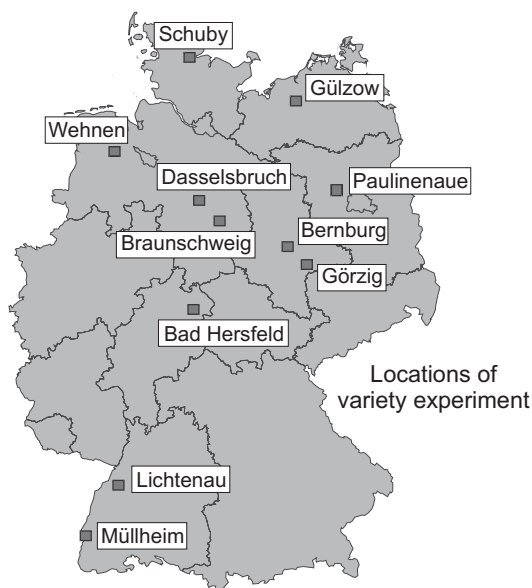 Schuby
Gülzow
Wehnen
Dasselsbruch
Paulinenaue
Braunschweig
Bernburg
Görzig
Bad Hersfeld
Locations of
variety experiment
Lichtenau
Müllheim